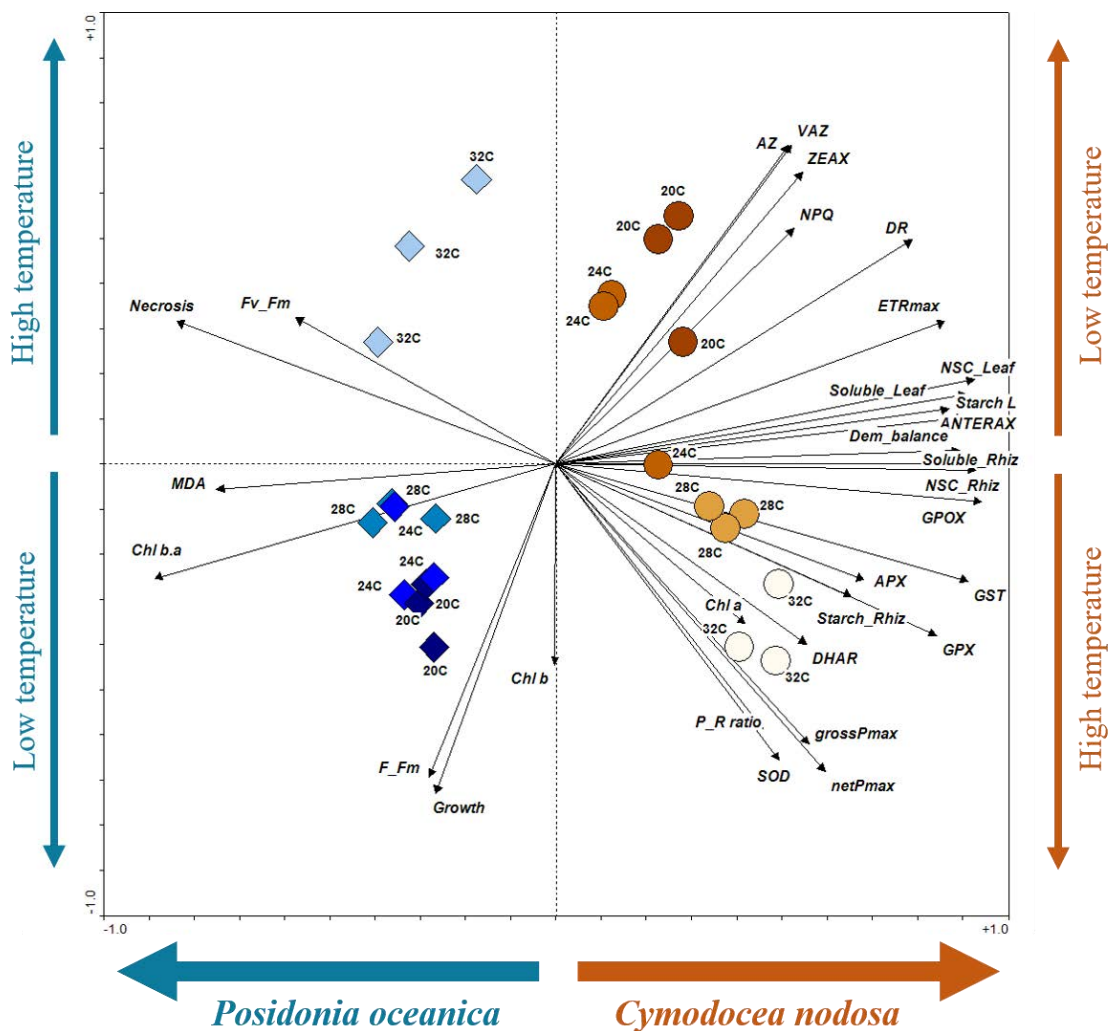 +1.0
High temperature
Low temperature
32C
VAZ
AZ
ZEAX
20C
NPQ
20C
DR
32C
24C
Necrosis
Fv_Fm
ETRmax
24C
32C
20C
NSC_Leaf
Soluble_Leaf
Starch L
ANTERAX
Dem_balance
24C
Soluble_Rhiz
MDA
28C
28C
NSC_Rhiz
28C
28C
28C
24C
GPOX
28C
Chl b.a
24C
APX
GST
24C
20C
32C
Chl a
Starch_Rhiz
20C
32C
GPX
20C
DHAR
32C
Chl b
P_R ratio
grossPmax
F_Fm
SOD
netPmax
Growth
Low temperature
High temperature
-1.0
-1.0
+1.0
Posidonia oceanica
Cymodocea nodosa